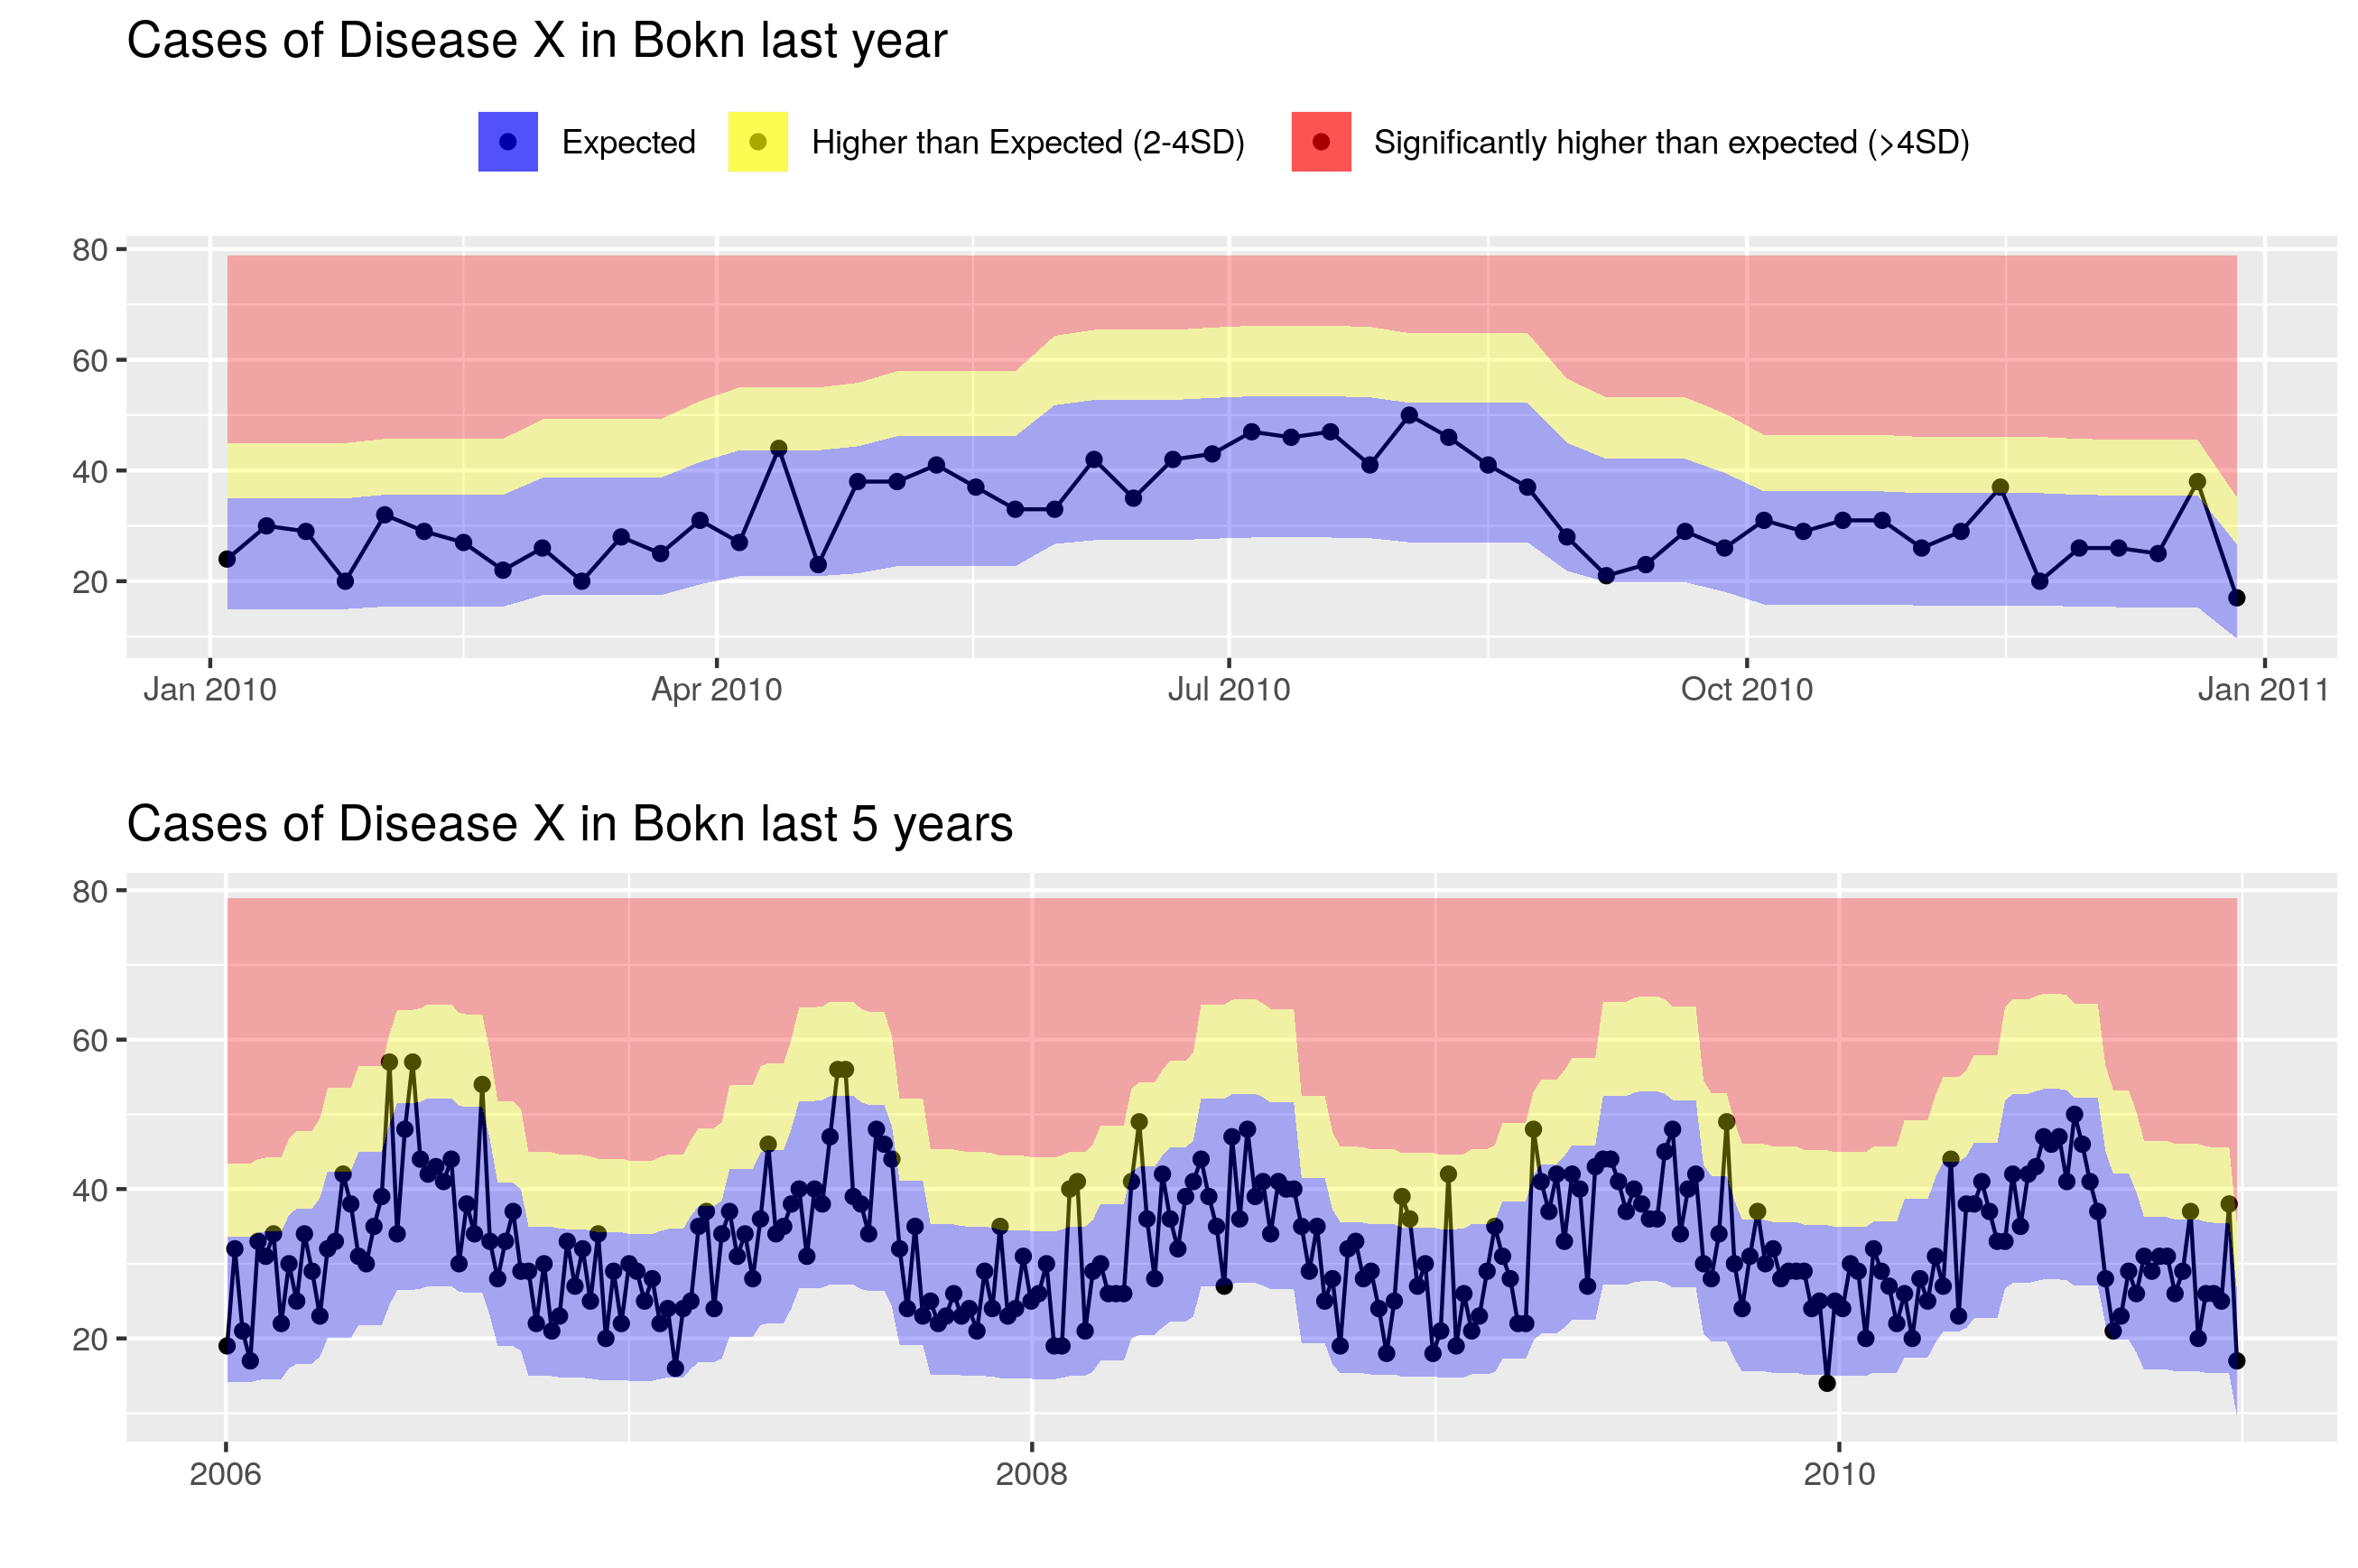 Cases of Disease X in Bokn last year
Expected Higher than Expected (2-4SD) Significantly higher than expected (>4SD)
80
60
40
20
Jan 2010 Apr 2010 Jul 2010 Oct 2010 Jan 2011
Cases of Disease X in Bokn last 5 years
80
60
40
20
2006 2008 2010